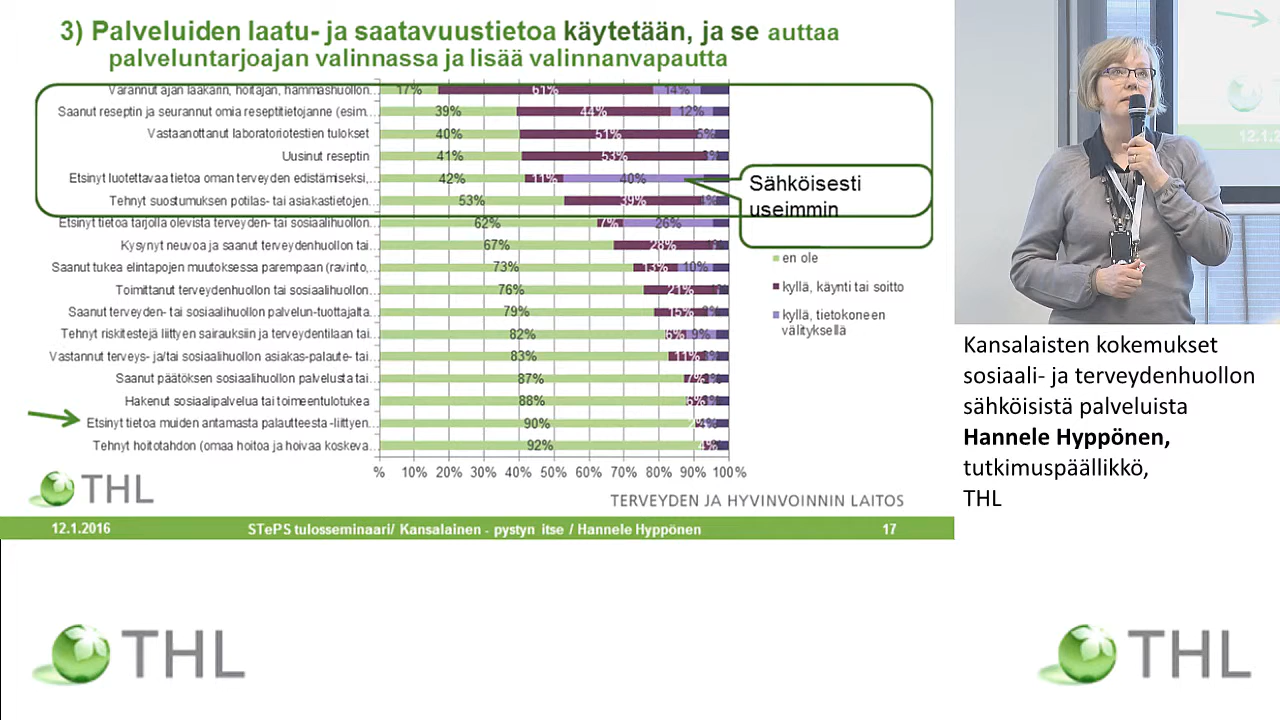 3) Palveluiden laatu- ja saatavuustietoa käytetään, ja se auttaa
palveluntarjoajan valinnassa ja lisää valinnanvapautta
Varannut ajan lääkärin, hoitajan, hammashuollon... 17% 61% 14%
Saanut reseptin ja seurannut omia reseptitietojanne (esim.... 39% 44% 12%
Vastaanottanut laboratoriotestien tulokset 40% 51% 5%
Uusinut reseptin 41% 53% 3%
Etsinyt luotettavaa tietoa oman terveyden edistämiseksi,... 42% 11% 40%
Tehnyt suostumuksen potilas- tai asiakastietojen... 53% 39% 4%
Etsinyt tietoa tarjolla olevista terveyden- tai sosiaalihuollon... 62% 7% 26%
Kysynyt neuvoa ja saanut terveydenhuollon tai... 67% 28%
Saanut tukea elintapojen muutoksessa parempaan (ravinto,... 73% 13% 10%
Toimittanut terveydenhuollon tai sosiaalihuollon... 76% 21%
Saanut terveyden- tai sosiaalihuollon palvelun-tuottajalta... 79% 15%
Tehnyt riskitestejä liittyen sairauksiin ja terveydentilaan tai... 82% 6% 9%
Vastannut terveys- ja/tai sosiaalihuollon asiakas-palaute- tai... 83% 11%
Saanut päätöksen sosiaalihuollon palvelusta tai... 87% 7%
Hakenut sosiaalipalvelua tai toimeentulotukea 88% 6%
Etsinyt tietoa muiden antamasta palautteesta -liittyen... 90% 2% 4%
Tehnyt hoitotahdon (omaa hoitoa ja hoivaa koskeva... 92% 4%
% 10% 20% 30% 40% 50% 60% 70% 80% 90% 100%
Sähköisesti
useimmin
en ole
kyllä, käynti tai soitto
kyllä, tietokoneen
välityksellä
THL
TERVEYDEN JA HYVINVOINNIN LAITOS
12.1.2016 STePS tulosseminaari/ Kansalainen - pystyn itse / Hannele Hyppönen 17
12.1.2
Kansalaisten kokemukset
sosiaali- ja terveydenhuollon
sähköisistä palveluista
Hannele Hyppönen,
tutkimuspäällikkö,
THL
THL
THL